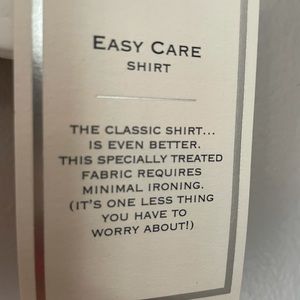 EASY CARE
SHIRT
THE CLASSIC SHIRT...
IS EVEN BETTER.
THIS SPECIALLY TREATED
FABRIC REQUIRES
MINIMAL IRONING.
(IT'S ONE LESS THING
YOU HAVE TO
WORRY ABOUT!)